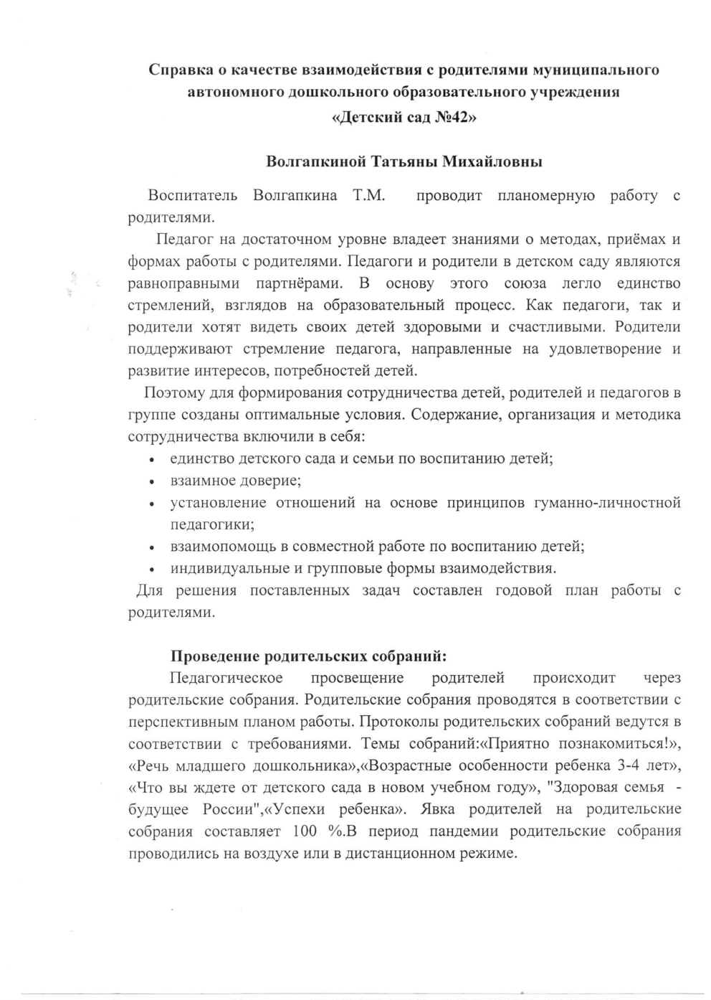 Справка о качестве взаимодействия с родителями муниципального
автономного дошкольного образовательного учреждения
«Детский сад №42»
Волгапкиной Татьяны Михайловны
Воспитатель Волгапкина Т.М. проводит планомерную работу с
родителями.
Педагог на достаточном уровне владеет знаниями о методах, приёмах и
формах работы с родителями. Педагоги и родители в детском саду являются
равноправными партнёрами. В основу этого союза легло единство
стремлений, взглядов на образовательный процесс. Как педагоги, так и
родители хотят видеть своих детей здоровыми и счастливыми. Родители
поддерживают стремление педагога, направленные на удовлетворение и
развитие интересов, потребностей детей.
Поэтому для формирования сотрудничества детей, родителей и педагогов в
группе созданы оптимальные условия. Содержание, организация и методика
сотрудничества включили в себя:
• единство детского сада и семьи по воспитанию детей;
• взаимное доверие;
• установление отношений на основе принципов гуманно-личностной
педагогики;
• взаимопомощь в совместной работе по воспитанию детей;
• индивидуальные и групповые формы взаимодействия.
Для решения поставленных задач составлен годовой план работы с
родителями.
Проведение родительских собраний:
Педагогическое просвещение родителей происходит через
родительские собрания. Родительские собрания проводятся в соответствии с
перспективным планом работы. Протоколы родительских собраний ведутся в
соответствии с требованиями. Темы собраний:«Приятно познакомиться!»,
«Речь младшего дошкольника»,«Возрастные особенности ребенка 3-4 лет»,
«Что вы ждете от детского сада в новом учебном году», "Здоровая семья -
будущее России",«Успехи ребенка». Явка родителей на родительские
собрания составляет 100 %.В период пандемии родительские собрания
проводились на воздухе или в дистанционном режиме.